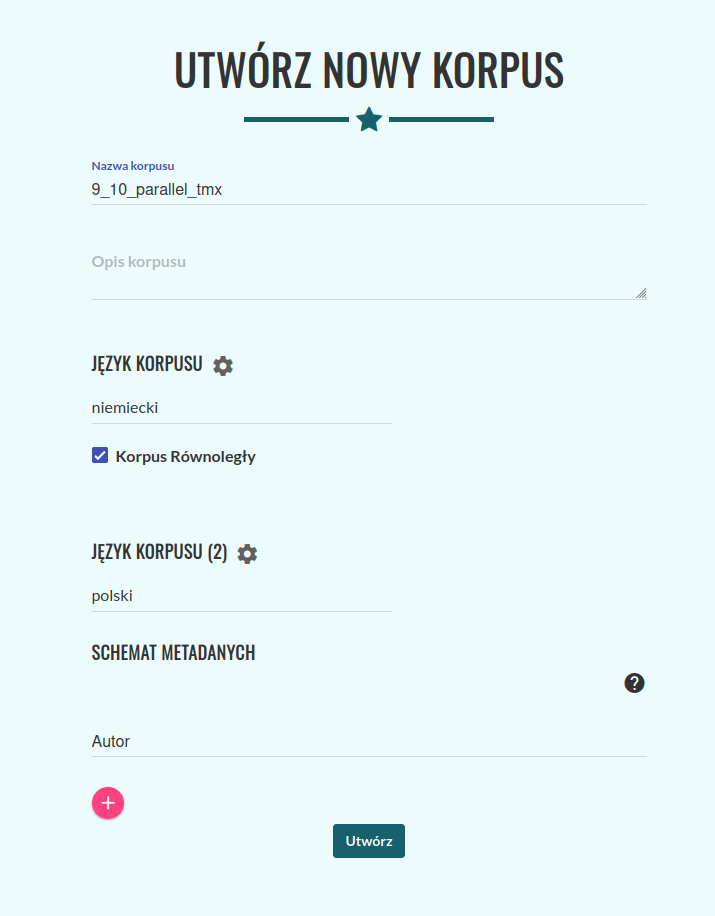 UTWÓRZ NOWY KORPUS
Nazwa korpusu
9_10_parallel_tmx
Opis korpusu
JĘZYK KORPUSU
niemiecki
Korpus Równoległy
JĘZYK KORPUSU (2)
polski
SCHEMAT METADANYCH
?
Autor
+
Utwórz